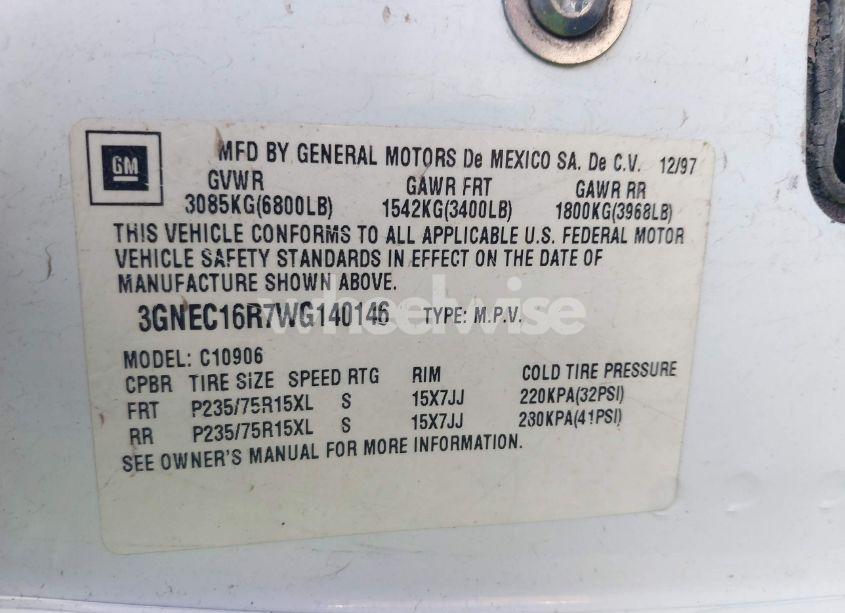 GM
MFD BY GENERAL MOTORS De MEXICO SA. De C.V. 12/97
GVWR GAWR FRT GAWR RR
3085KG(6800LB) 1542KG(3400LB) 1800KG(3968LB)
THIS VEHICLE CONFORMS TO ALL APPLICABLE U.S. FEDERAL MOTOR
VEHICLE SAFETY STANDARDS IN EFFECT ON THE DATE OF
MANUFACTURE SHOWN ABOVE.
3GNEC16R7WG140146 TYPE: M.P.V.
wheelwise
MODEL: C10906
CPBR TIRE SIZE SPEED RTG RIM COLD TIRE PRESSURE
FRT P235/75R15XL S 15X7JJ 220KPA(32PSI)
RR P235/75R15XL S 15X7JJ 280KPA(41PSI)
SEE OWNER'S MANUAL FOR MORE INFORMATION.